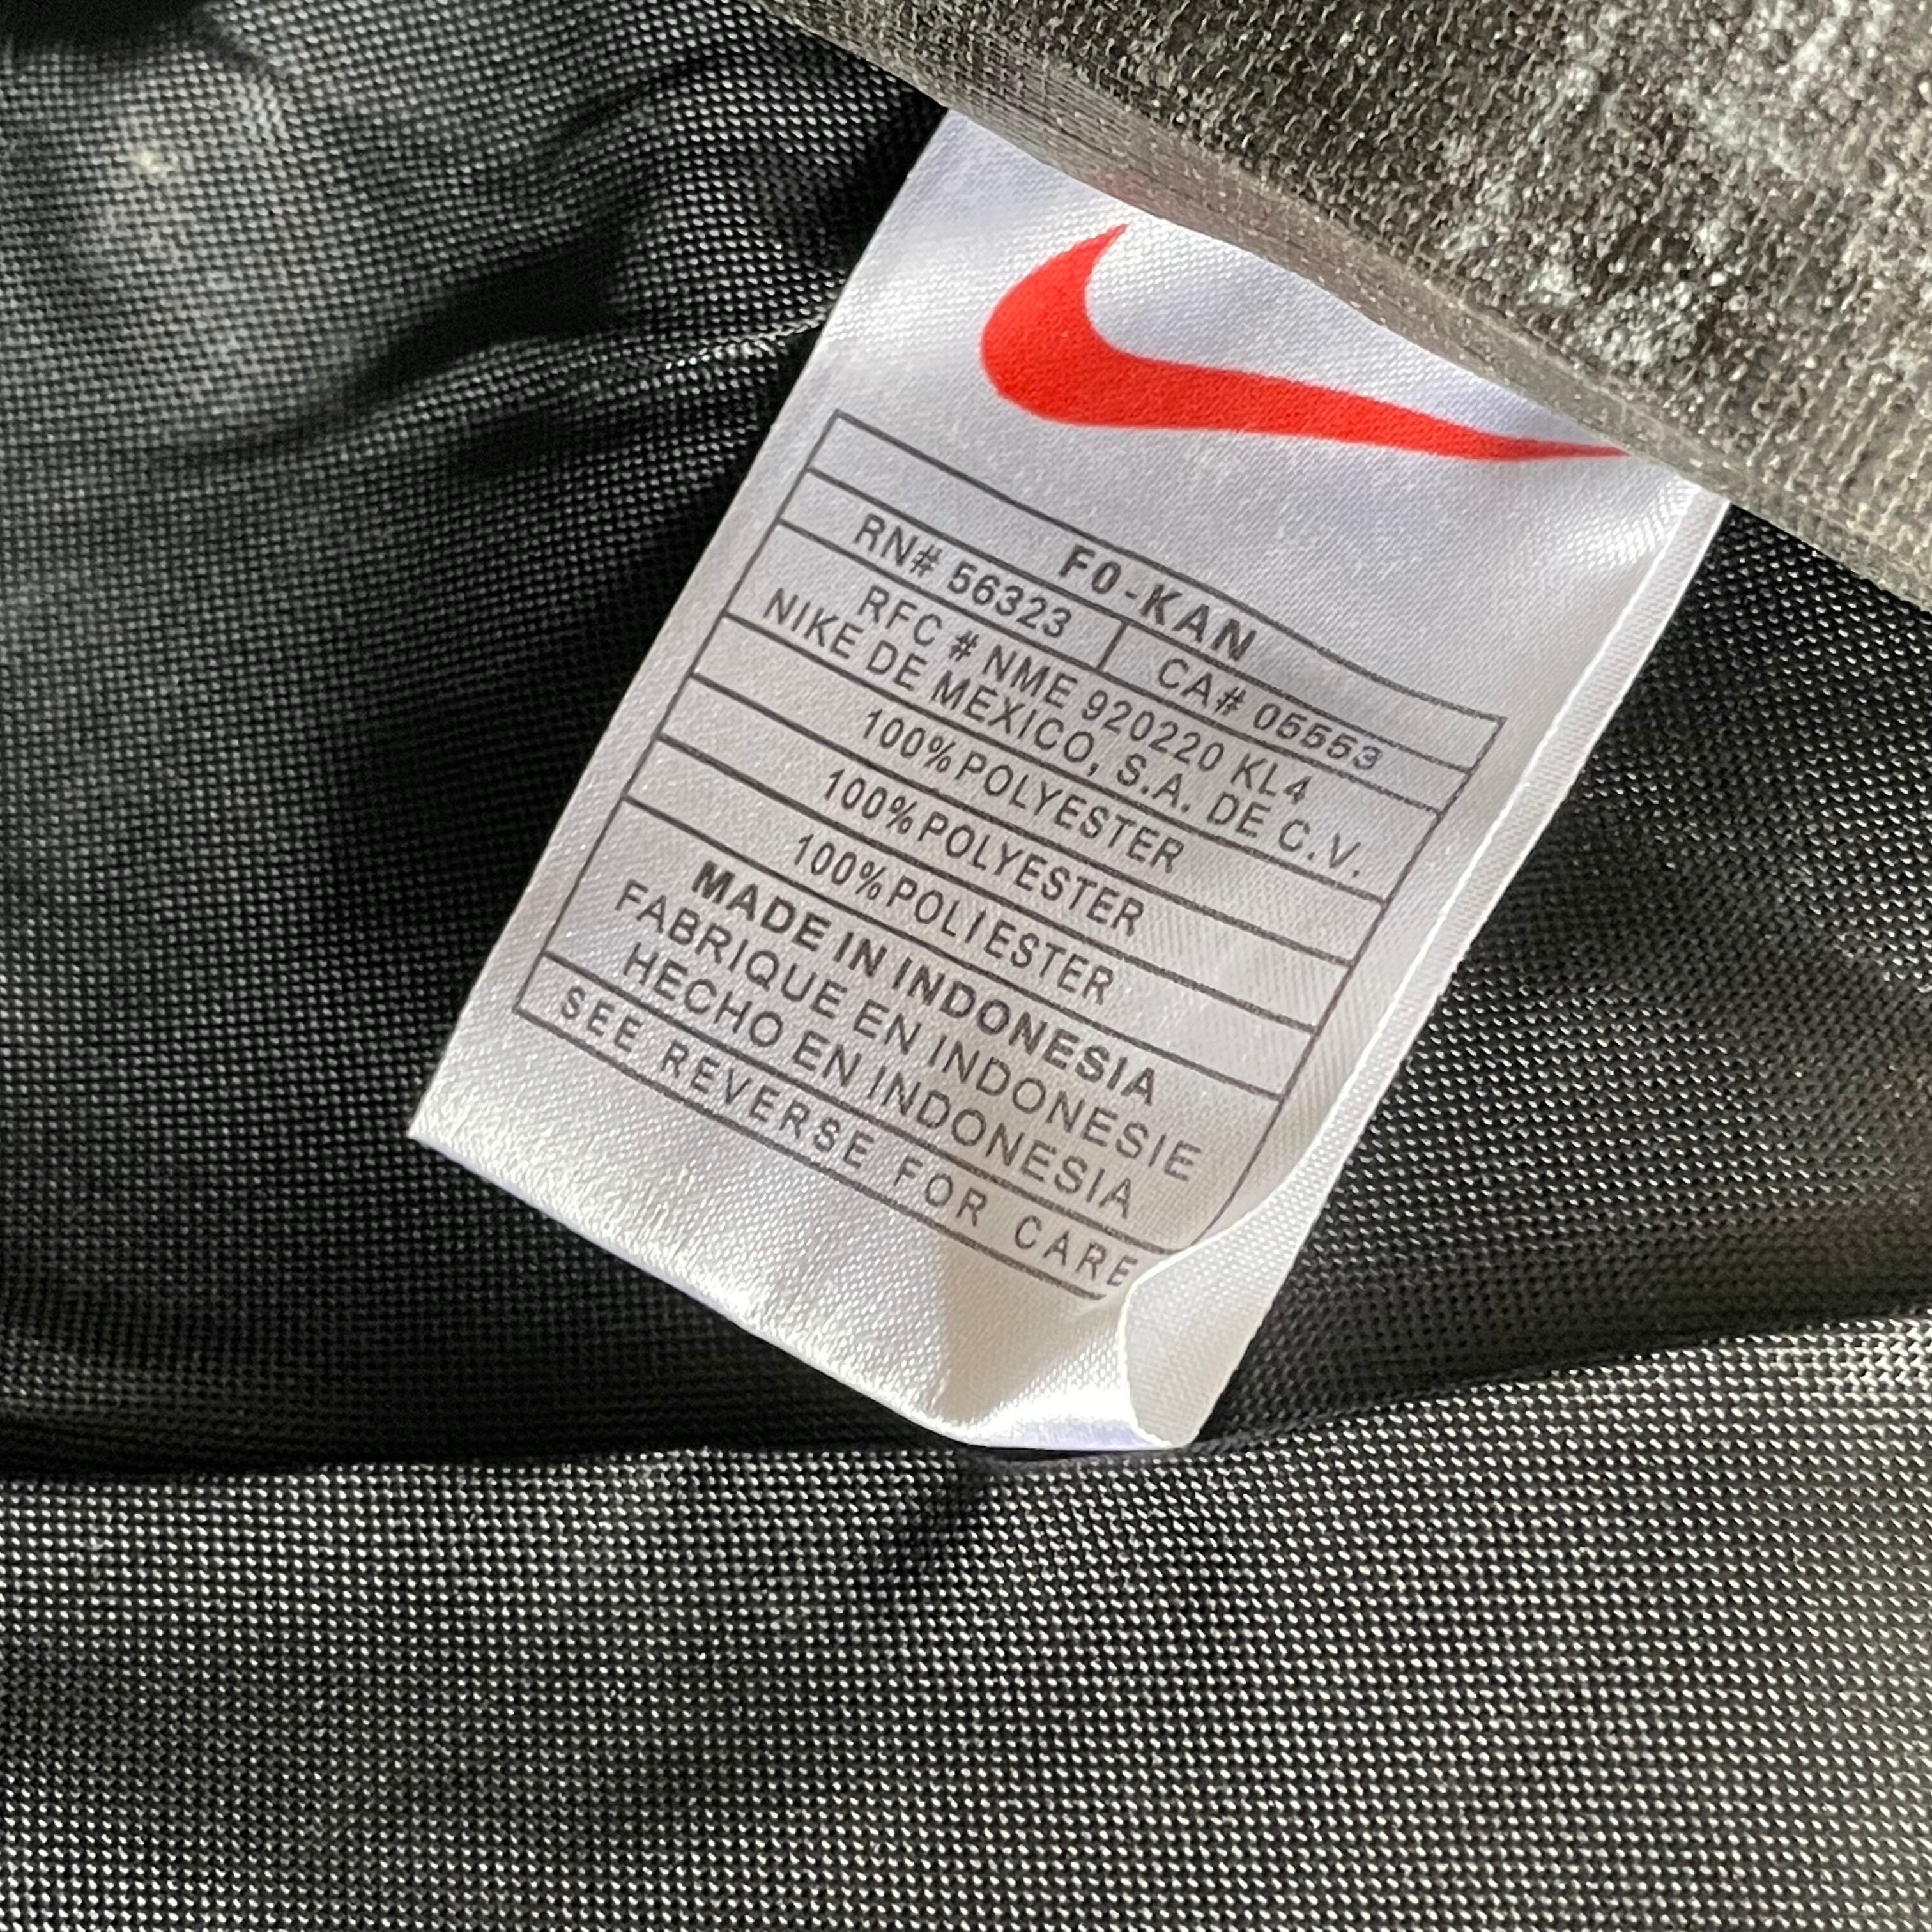 F0-KAN
RN# 56323 CA# 05553
RFC # NME 920220 KL4
NIKE DE MEXICO, S.A. DE C.V.
100%POLYESTER
100%POLYESTER
100%POLIESTER
MADE IN INDONESIA
FABRIQUE EN INDONESIE
HECHO EN INDONESIA
SEE REVERSE FOR CARE